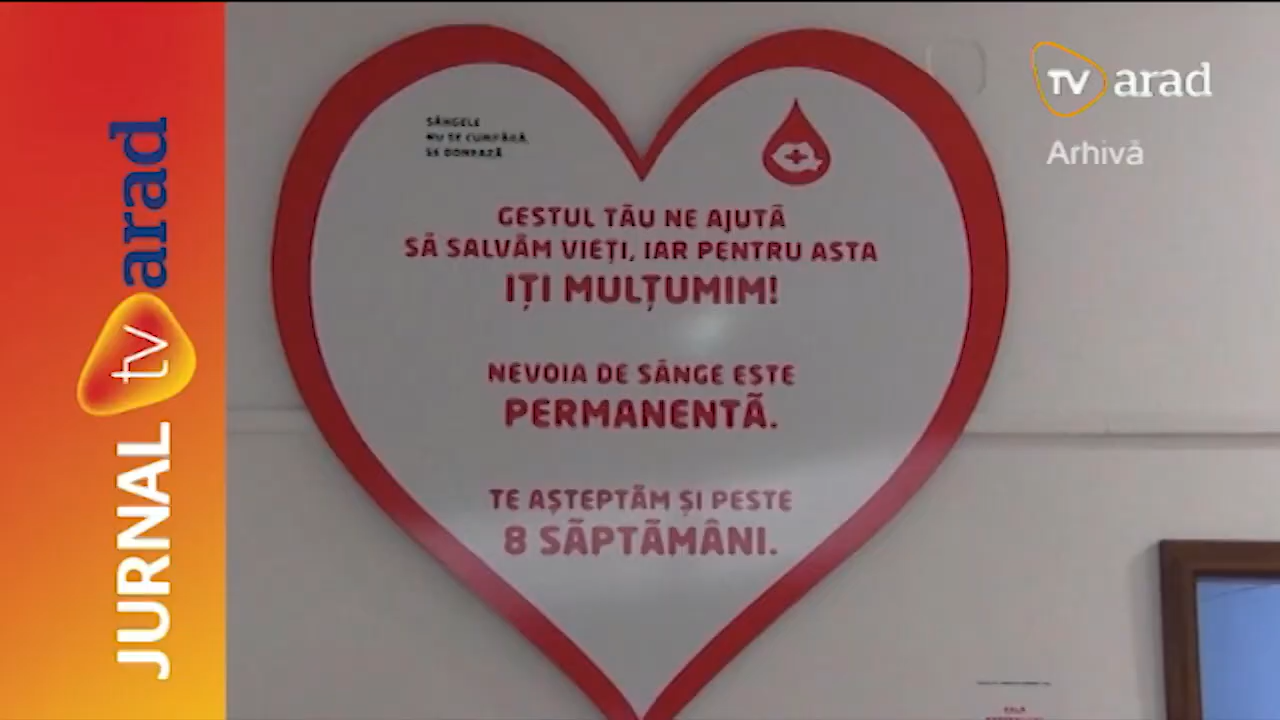 JURNAL tv arad
TV arad
Arhivă
SÂNGELE
NU SE CUMPĂRĂ,
SE DONEAZĂ
GESTUL TĂU NE AJUTĂ
SĂ SALVĂM VIEȚI, IAR PENTRU ASTA
IȚI MULȚUMIM!
NEVOIA DE SÂNGE ESTE
PERMANENTĂ.
TE AȘTEPTĂM ȘI PESTE
8 SĂPTĂMÂNI.